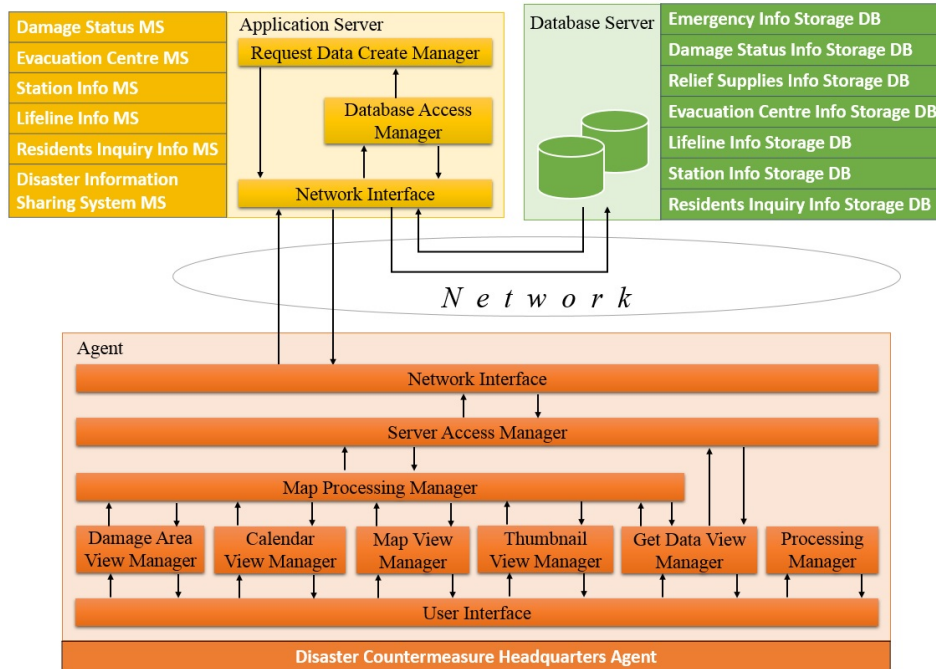 Damage Status MS
Evacuation Centre MS
Station Info MS
Lifeline Info MS
Residents Inquiry Info MS
Disaster Information
Sharing System MS
Application Server
Request Data Create Manager
Database Access
Manager
Network Interface
Database Server
Emergency Info Storage DB
Damage Status Info Storage DB
Relief Supplies Info Storage DB
Evacuation Centre Info Storage DB
Lifeline Info Storage DB
Station Info Storage DB
Residents Inquiry Info Storage DB
Network
Agent
Network Interface
Server Access Manager
Map Processing Manager
Damage Area
View Manager
Calendar
View Manager
Map View
Manager
Thumbnail
View Manager
Get Data View
Manager
Processing
Manager
User Interface
Disaster Countermeasure Headquarters Agent